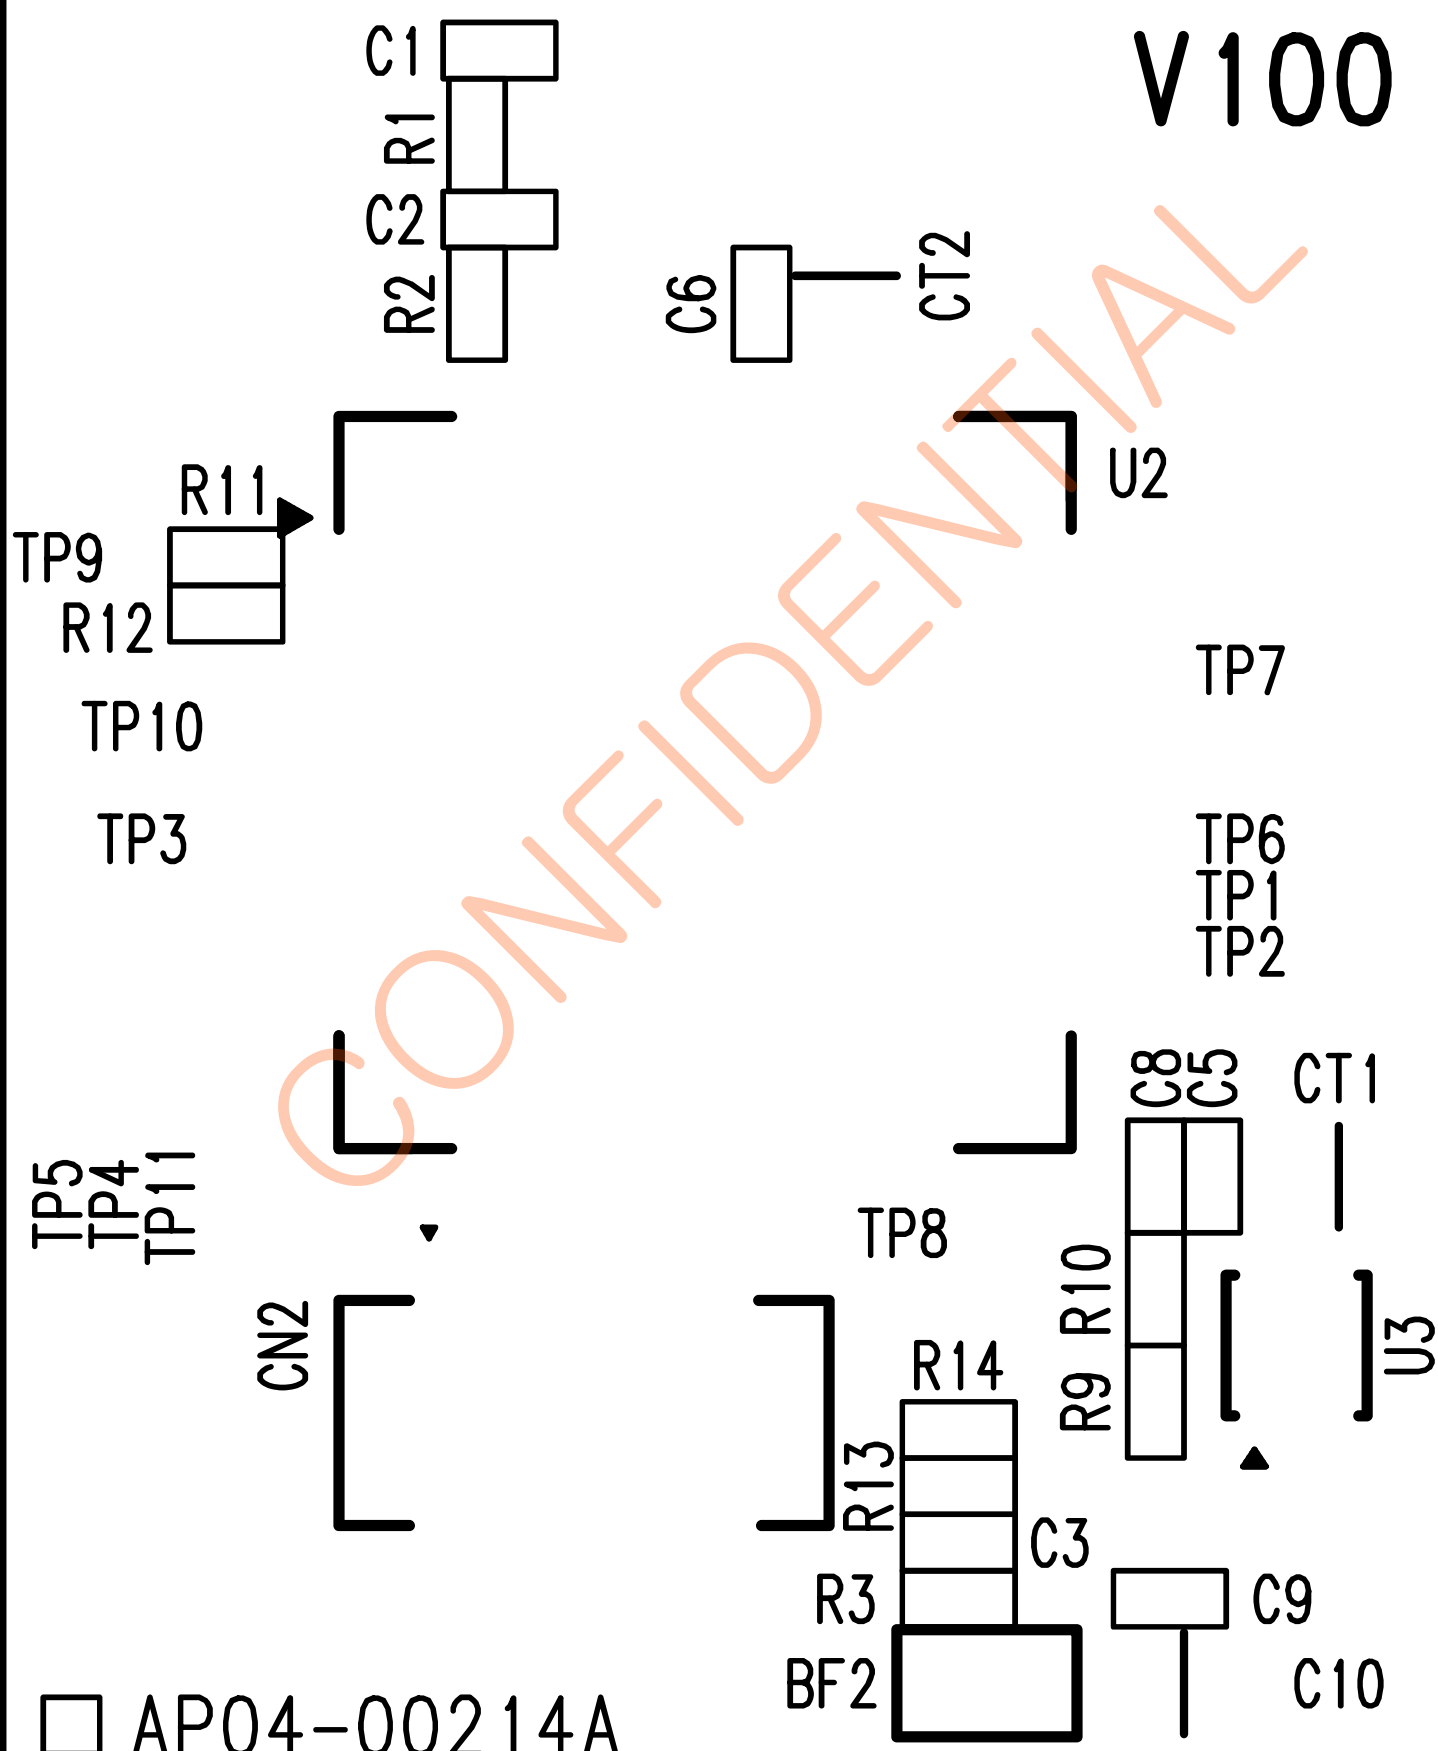 V100
C1
R1
C2
R2
C6
CT2
U2
R11
TP9
R12
TP10
TP3
TP7
TP6
TP1
TP2
CONFIDENTIAL
C8
C5
CT1
TP5
TP4
TP11
TP8
CN2
R10
R9
U3
R14
R13
C3
R3
C9
BF2
C10
AP04-00214A